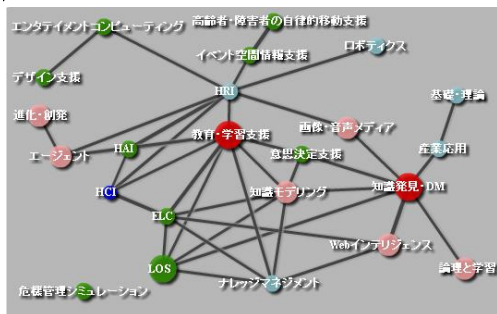 エンタテイメントコンピューティング
高齢者・障害者の自律的移動支援
イベント空間情報支援
ロボティクス
デザイン支援
HRI
基礎・理論
進化・創発
教育・学習支援
画像・音声メディア
エージェント
HAI
意思決定支援
産業応用
HCI
知識モデリング
知識発見・DM
ELC
Webインテリジェンス
LOS
ナレッジマネジメント
論理と学習
危機管理シミュレーション